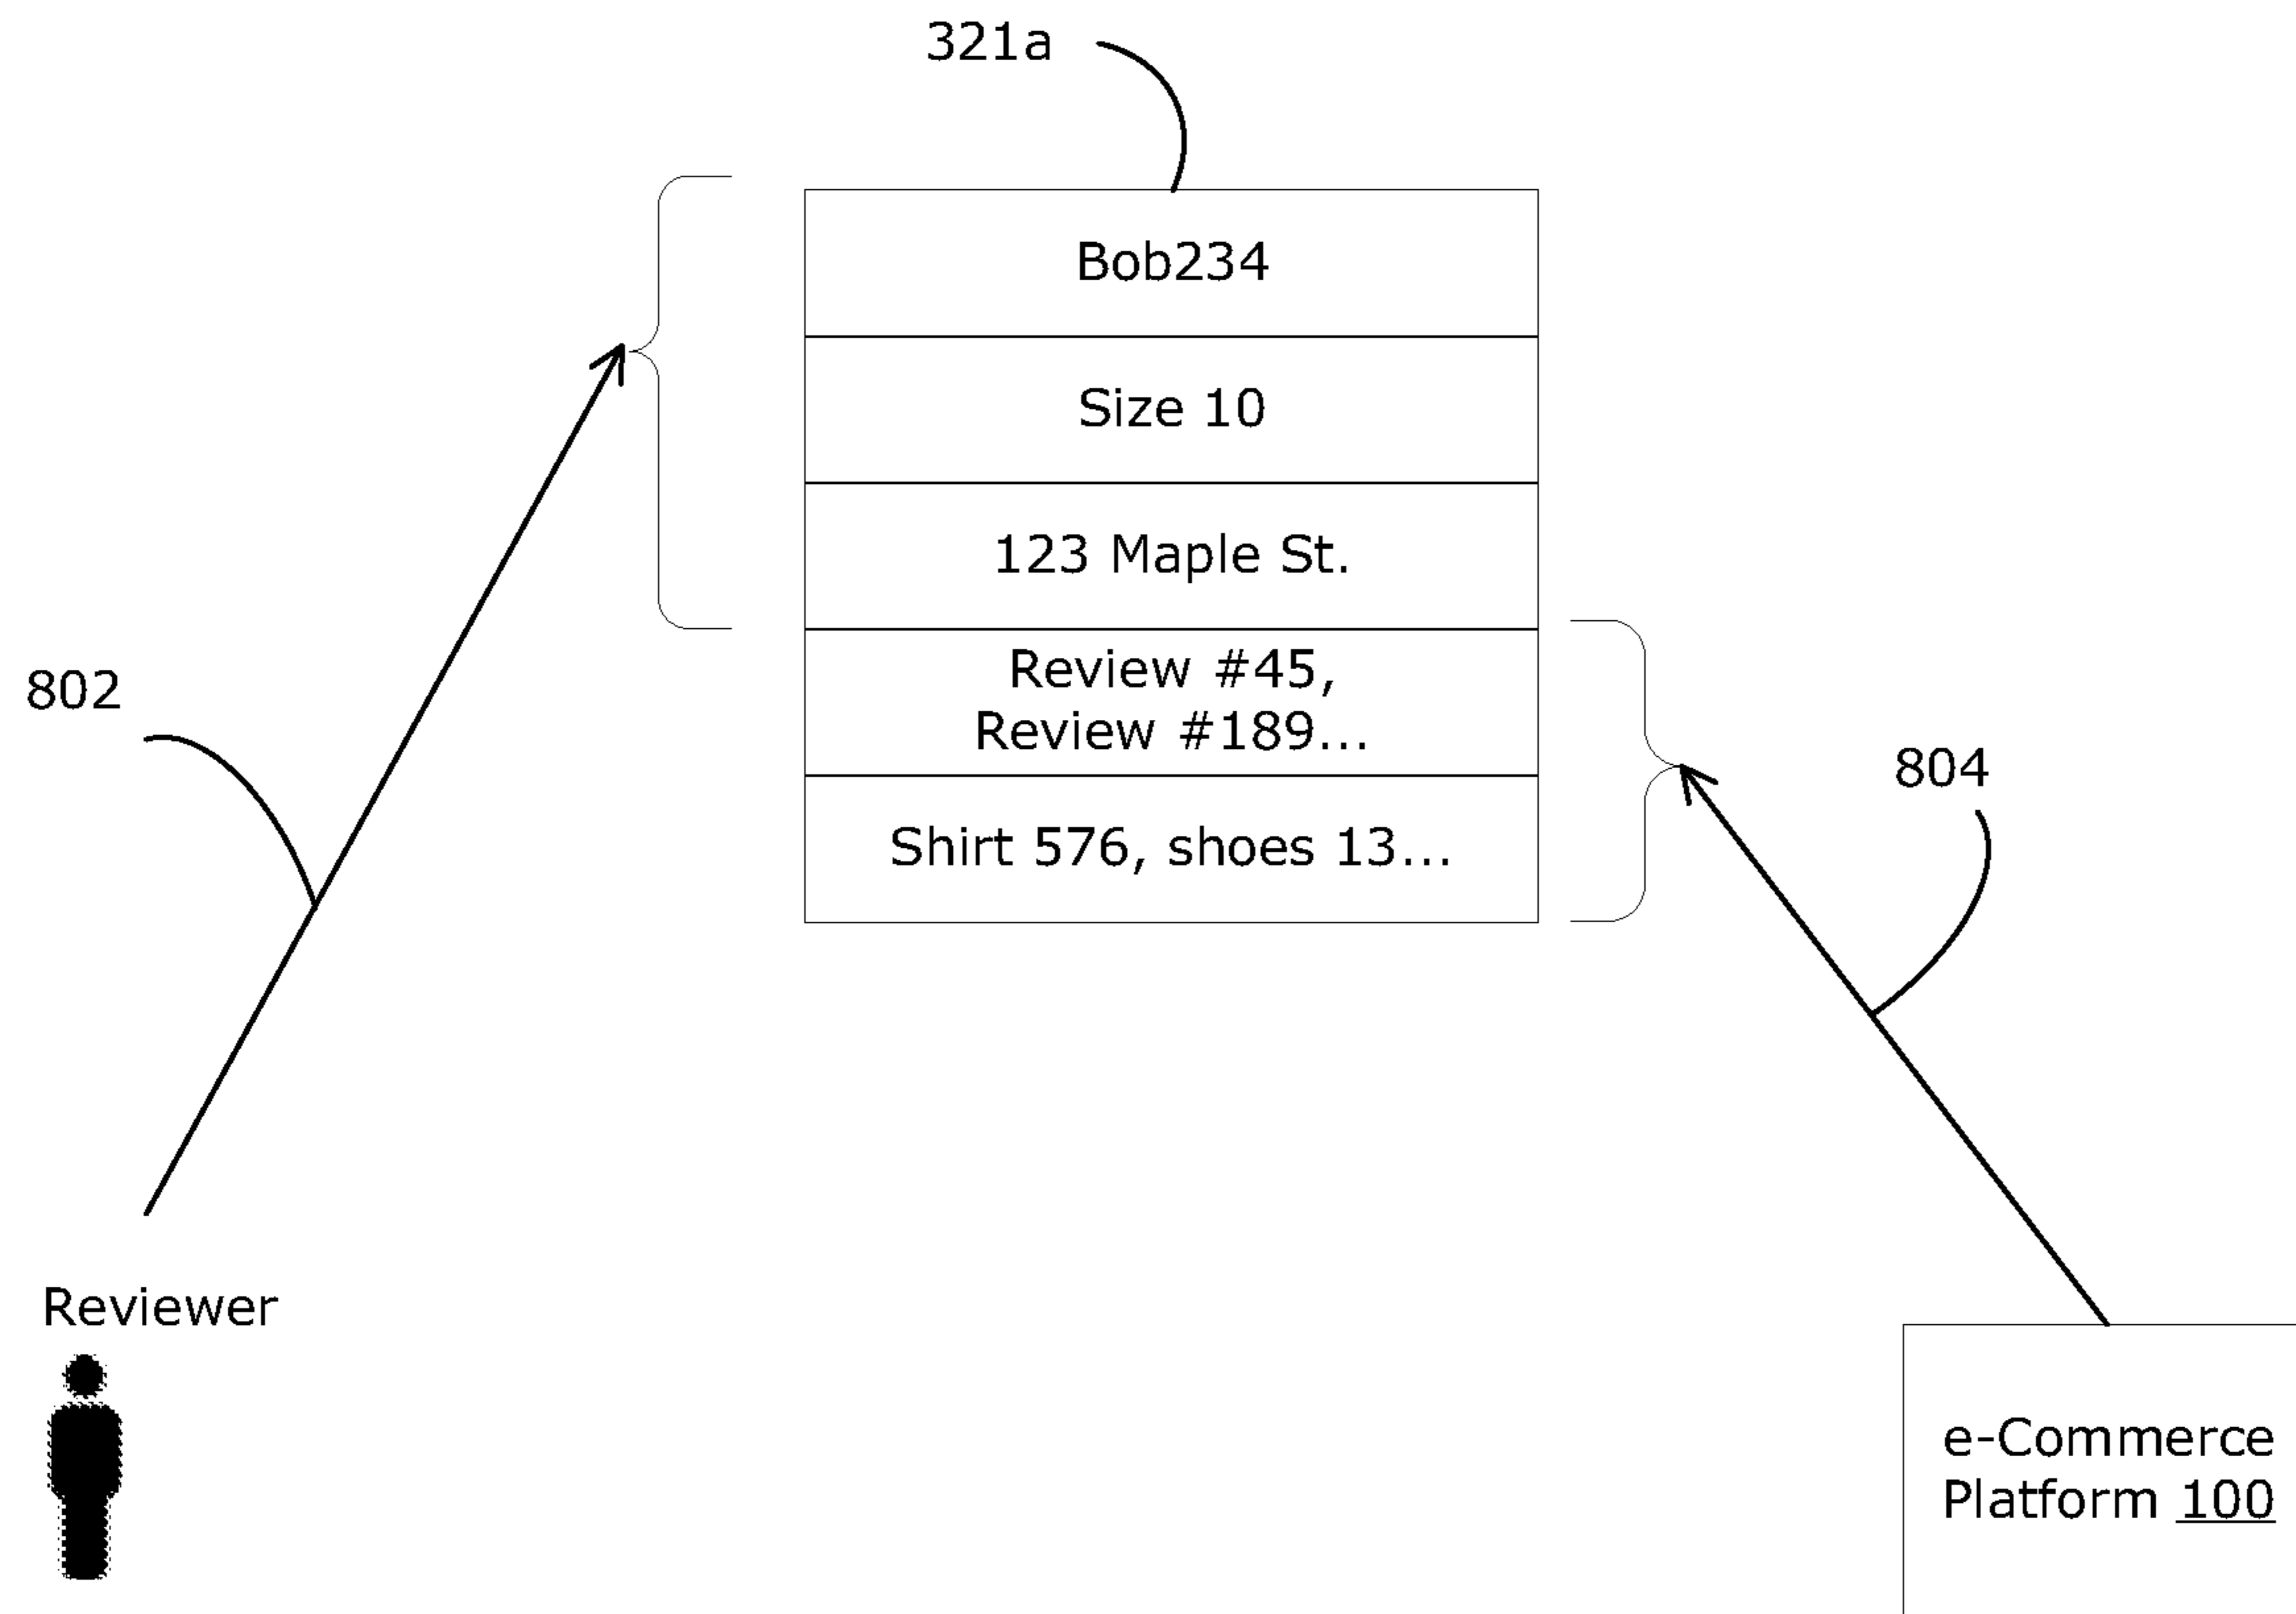 321a
Bob234
Size 10
123 Maple St.
Review #45,
Review #189...
Shirt 576, shoes 13...
802
804
Reviewer
e-Commerce
Platform 100